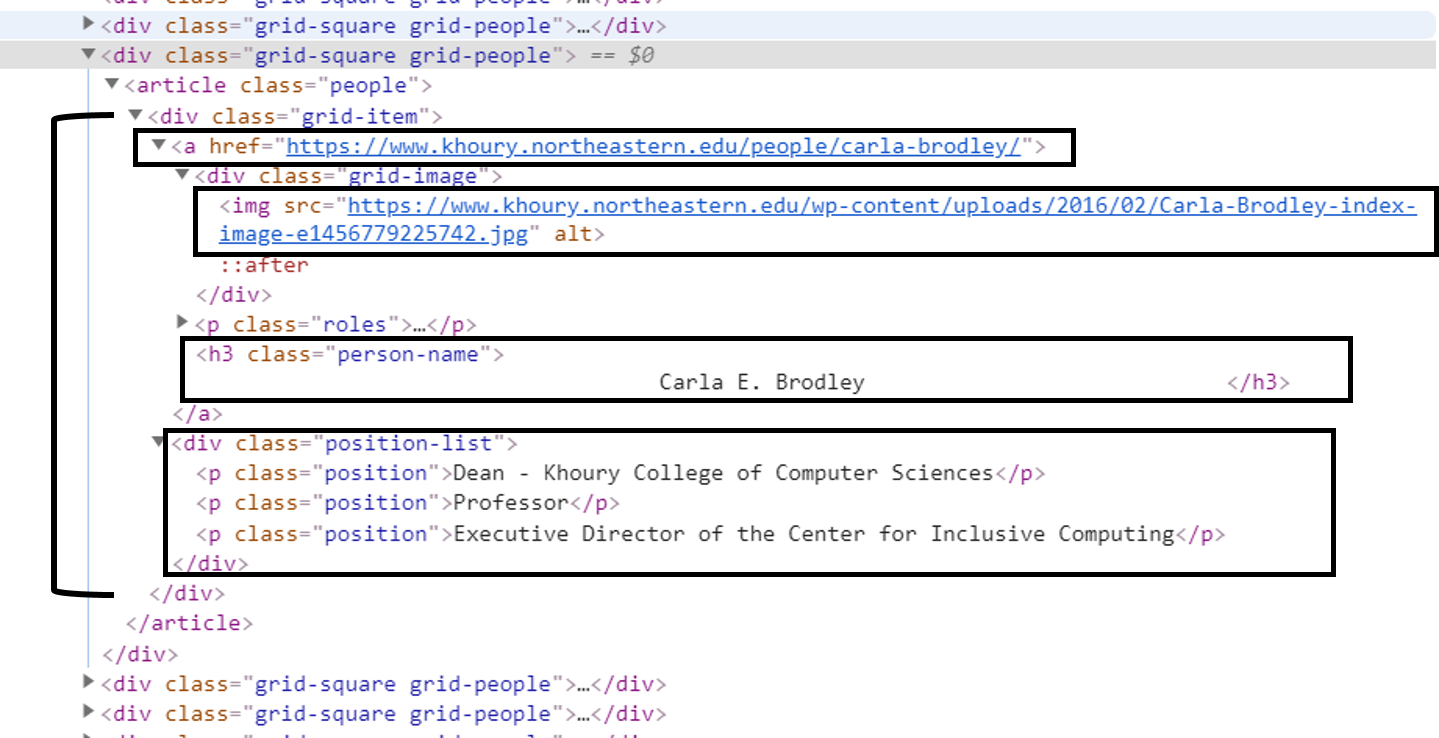 <div class="grid-square grid-people">…</div>
▶<div class="grid-square grid-people">…</div>
▼<div class="grid-square grid-people"> == $0
▼<article class="people">
▼<div class="grid-item">
▼<a href="https://www.khoury.northeastern.edu/people/carla-brodley/">
▼<div class="grid-image">
<img src="https://www.khoury.northeastern.edu/wp-content/uploads/2016/02/Carla-Brodley-index-
image-e1456779225742.jpg" alt>
::after
</div>
▶<p class="roles">…</p>
<h3 class="person-name">
Carla E. Brodley </h3>
</a>
▼<div class="position-list">
<p class="position">Dean - Khoury College of Computer Sciences</p>
<p class="position">Professor</p>
<p class="position">Executive Director of the Center for Inclusive Computing</p>
</div>
</div>
</article>
</div>
▶<div class="grid-square grid-people">…</div>
▶<div class="grid-square grid-people">…</div>